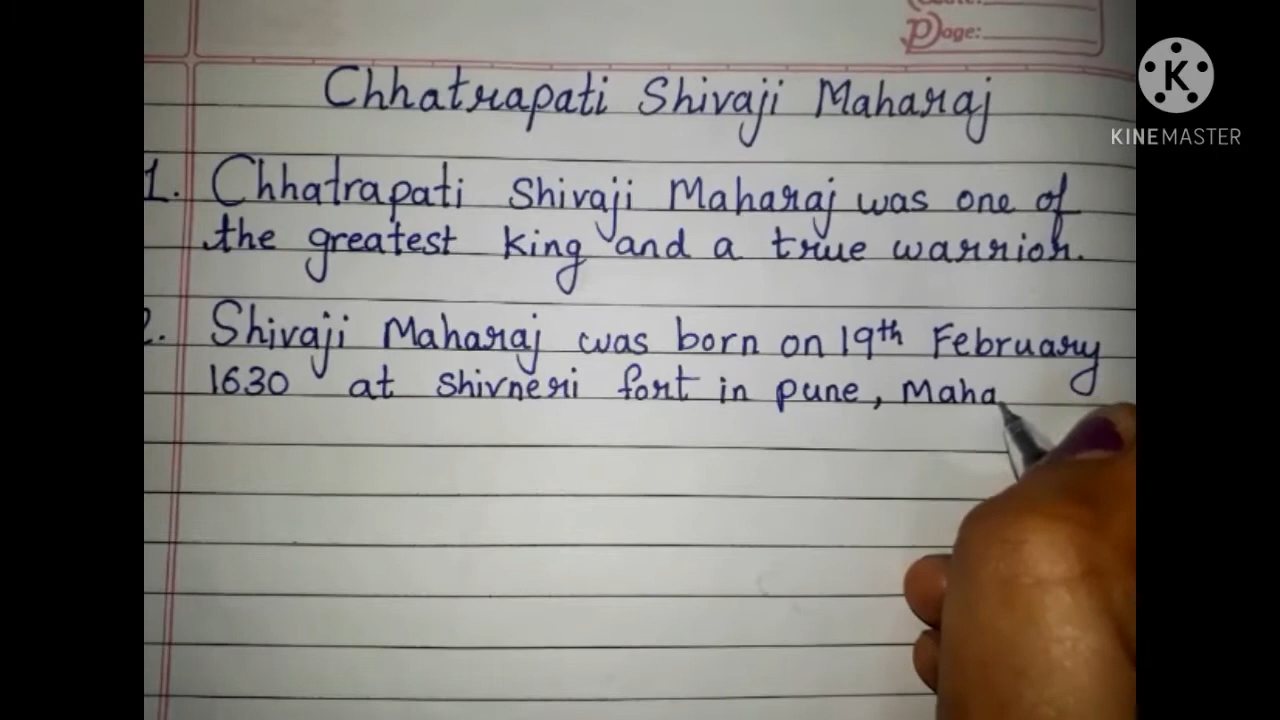 Page:
K
KINEMASTER
Chhatrapati Shivaji Maharaj
1. Chhatrapati Shivaji Maharaj was one of
the greatest king and a true warrior.
2. Shivaji Maharaj was born on 19th February
1630 at Shivneri fort in pune, Maha